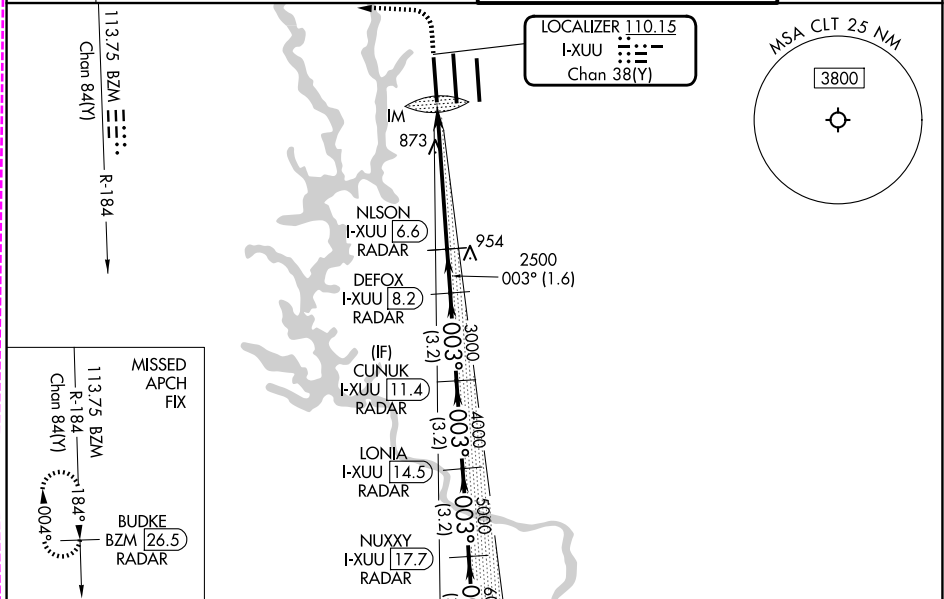 113.75 BZM
Chan 84(Y)
R-184
LOCALIZER 110.15
I-XUU
Chan 38(Y)
MSA CLT 25 NM
3800
IM
873
NLSON
I-XUU 6.6
RADAR
954
2500
003° (1.6)
DEFOX
I-XUU 8.2
RADAR
003°
3000
(3.2)
(IF)
CUNUK
I-XUU 11.4
RADAR
003°
4000
(3.2)
LONIA
I-XUU 14.5
RADAR
003°
5000
(3.2)
NUXXY
I-XUU 17.7
RADAR
MISSED
APCH
FIX
113.75 BZM
R-184
Chan 84(Y)
184°
004°
BUDKE
BZM 26.5
RADAR